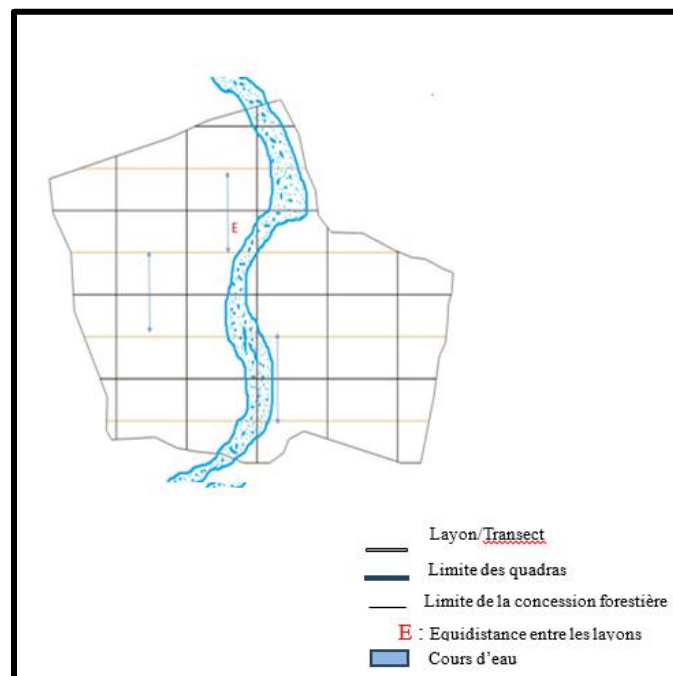 E
Layon/Transect
Limite des quadras
Limite de la concession forestière
E : Equidistance entre les layons
Cours d'eau